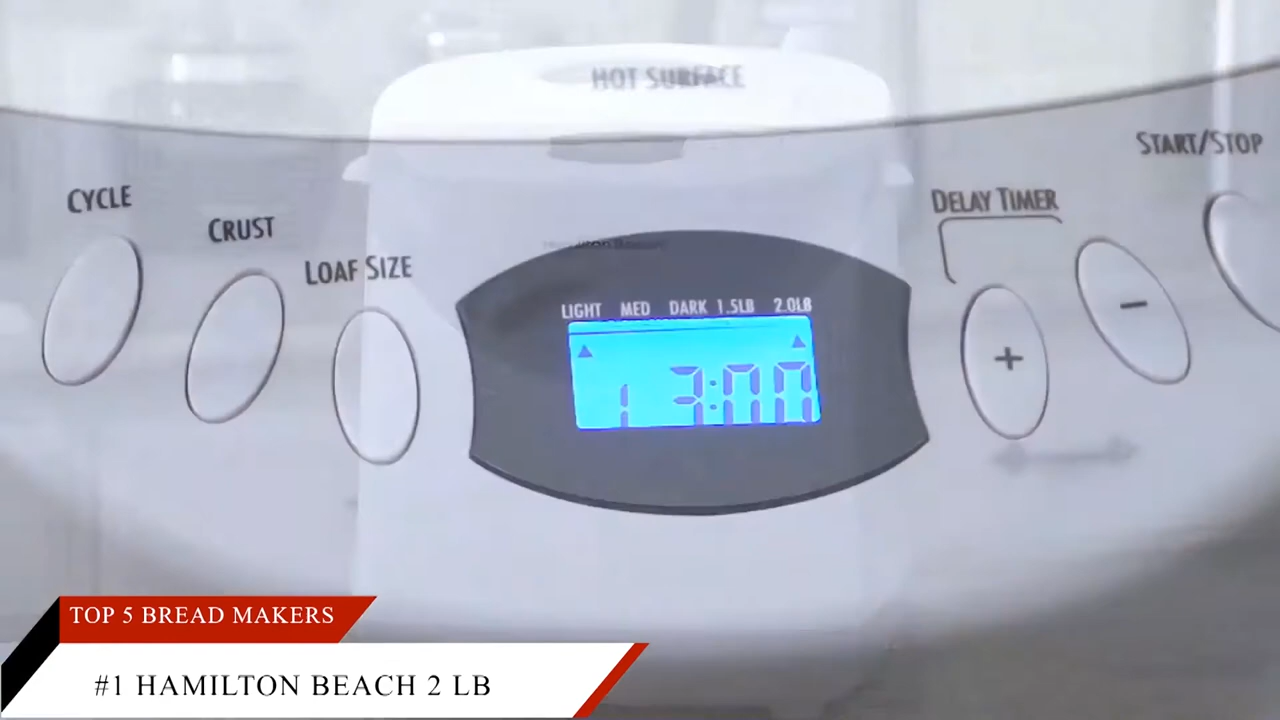 HOT SURFACE
START/STOP
CYCLE
DELAY TIMER
CRUST
LOAF SIZE
LIGHT MED DARK 1.5LB 2.0LB
1 3:00
+
−
TOP 5 BREAD MAKERS
#1 HAMILTON BEACH 2 LB